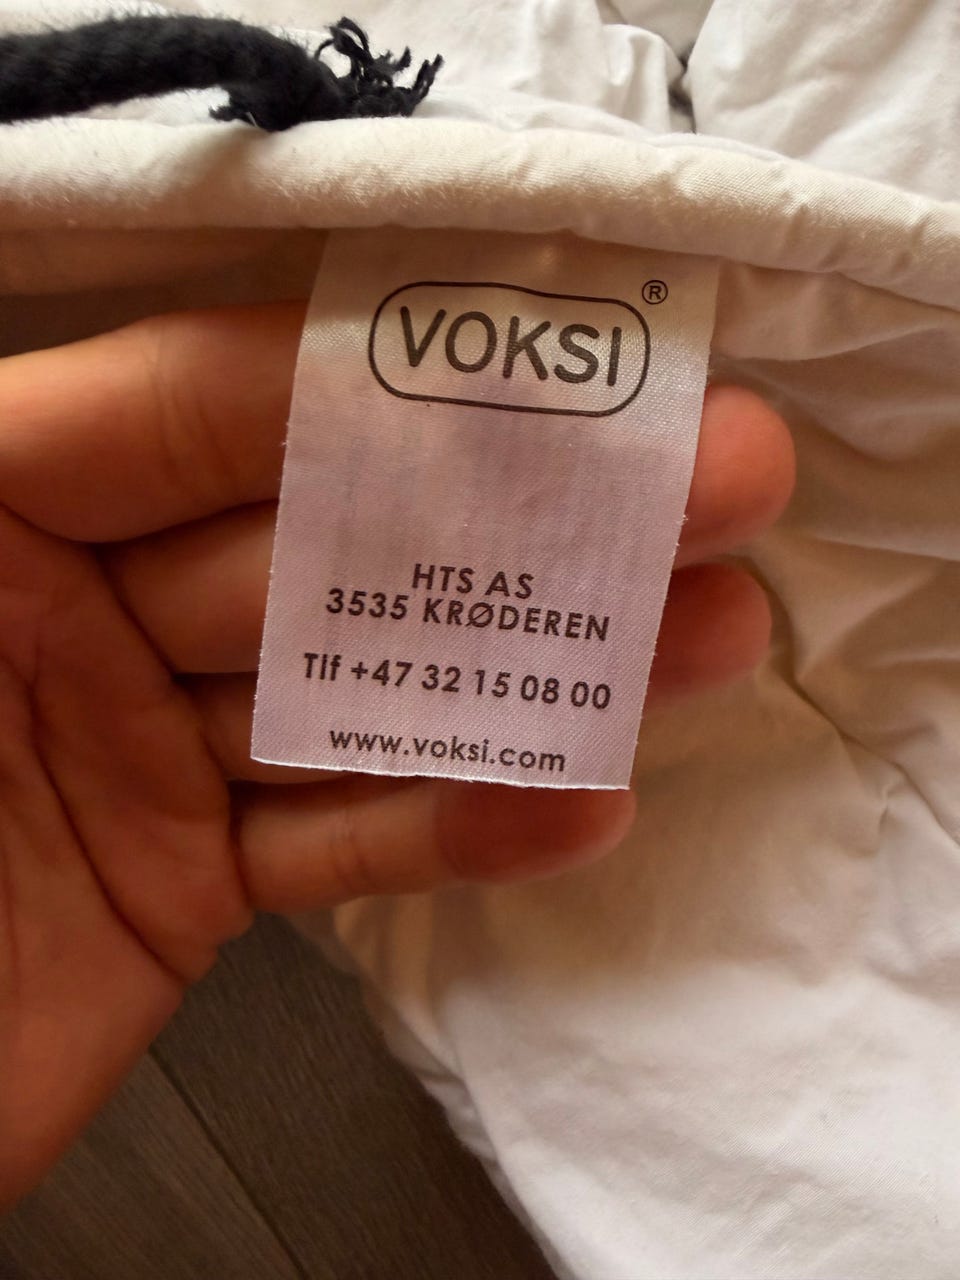 VOKSI ®
HTS AS
3535 KRØDEREN
Tlf +47 32 15 08 00
www.voksi.com